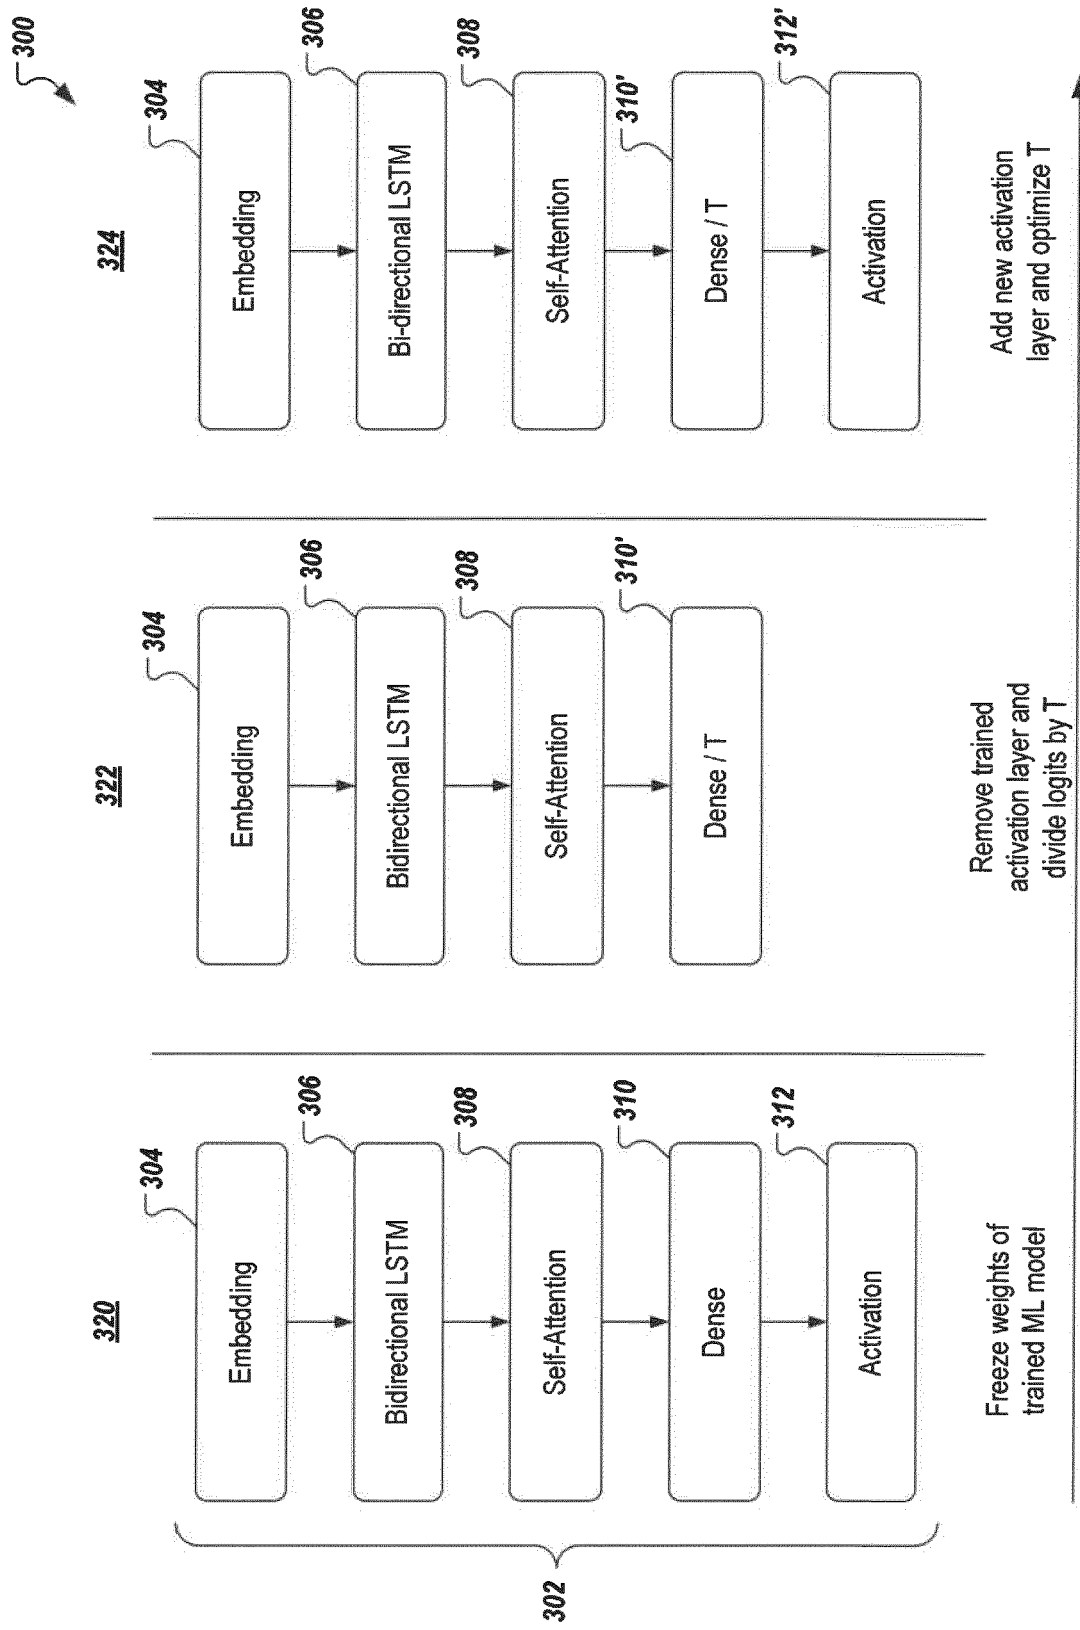 300
320
322
324
302
304
Embedding
306
Bidirectional LSTM
308
Self-Attention
310
Dense
312
Activation
Freeze weights of
trained ML model
304
Embedding
306
Bidirectional LSTM
308
Self-Attention
310'
Dense / T
Remove trained
activation layer and
divide logits by T
304
Embedding
306
Bi-directional LSTM
308
Self-Attention
310'
Dense / T
312'
Activation
Add new activation
layer and optimize T